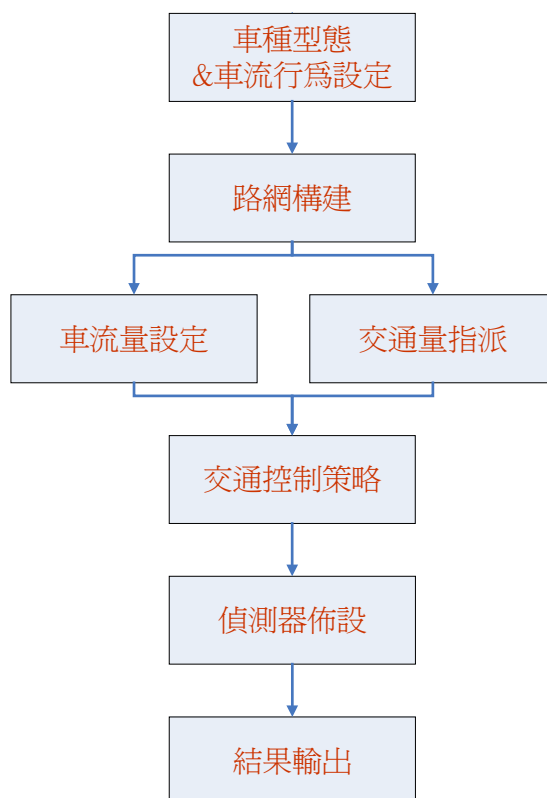 車種型態
&車流行爲設定
路網構建
車流量設定
交通量指派
交通控制策略
偵測器佈設
結果輸出